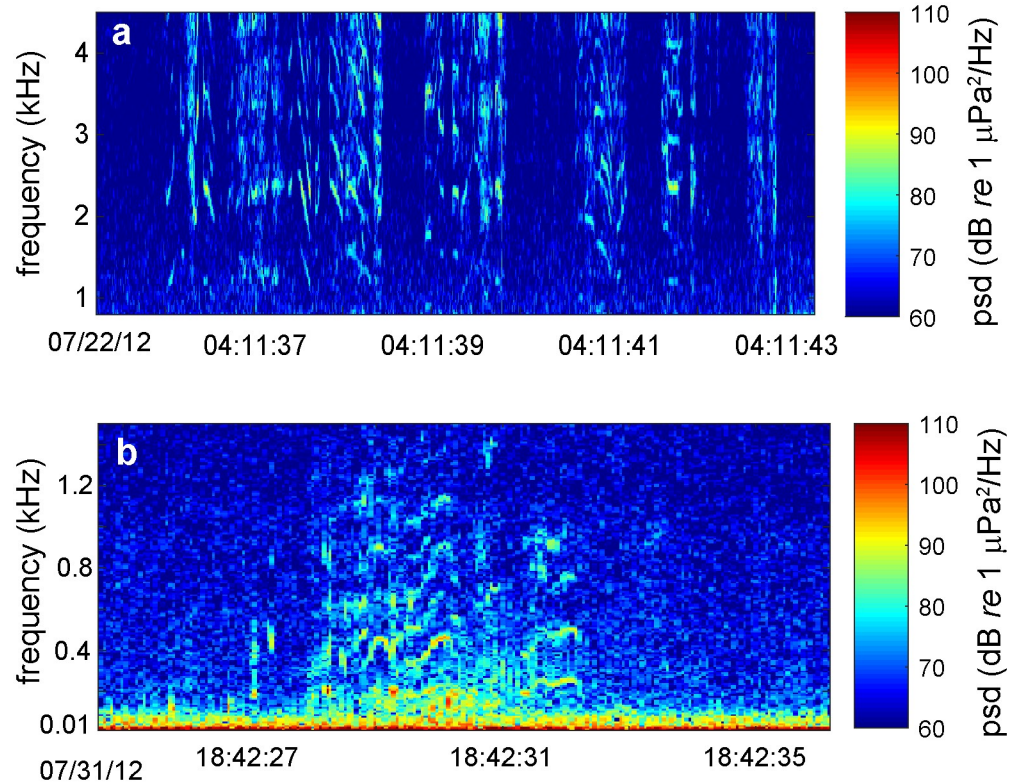 a
frequency (kHz)
4
3
2
1
07/22/12 04:11:37 04:11:39 04:11:41 04:11:43
110
100
90
80
70
60
psd (dB re 1 μPa²/Hz)
b
frequency (kHz)
1.2
0.8
0.4
0.01
18:42:27 18:42:31 18:42:35
07/31/12
110
100
90
80
70
60
psd (dB re 1 μPa²/Hz)